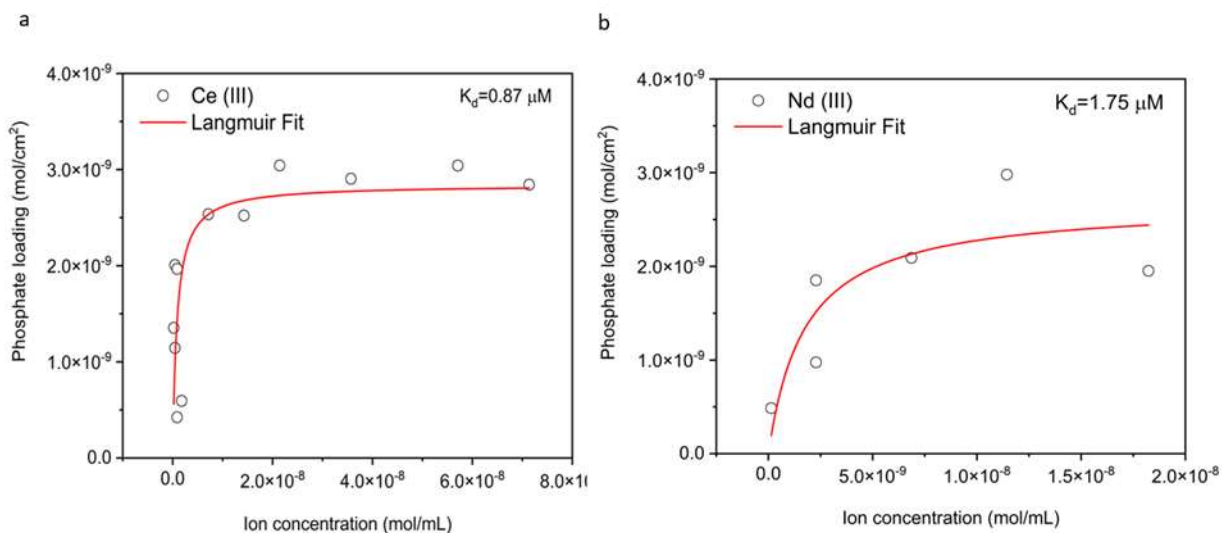 a
4.0×10⁻⁹
3.0×10⁻⁹
2.0×10⁻⁹
1.0×10⁻⁹
0.0
Phosphate loading (mol/cm²)
Ce (III)
Langmuir Fit
K_d=0.87 μM
0.0
2.0×10⁻⁸
4.0×10⁻⁸
6.0×10⁻⁸
8.0×10
Ion concentration (mol/mL)
b
4.0×10⁻⁹
3.0×10⁻⁹
2.0×10⁻⁹
1.0×10⁻⁹
0.0
Phosphate loading (mol/cm²)
Nd (III)
Langmuir Fit
K_d=1.75 μM
0.0
5.0×10⁻⁹
1.0×10⁻⁸
1.5×10⁻⁸
2.0×10⁻⁸
Ion concentration (mol/mL)